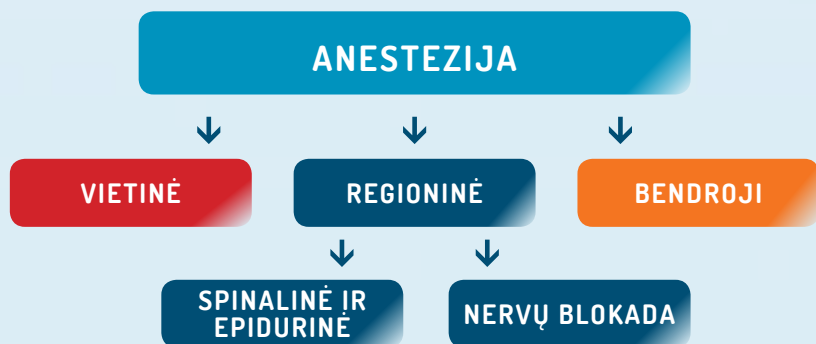 ANESTEZIJA
VIETINĖ
REGIONINĖ
BENDROJI
SPINALINĖ IR
EPIDURINĖ
NERVŲ BLOKADA